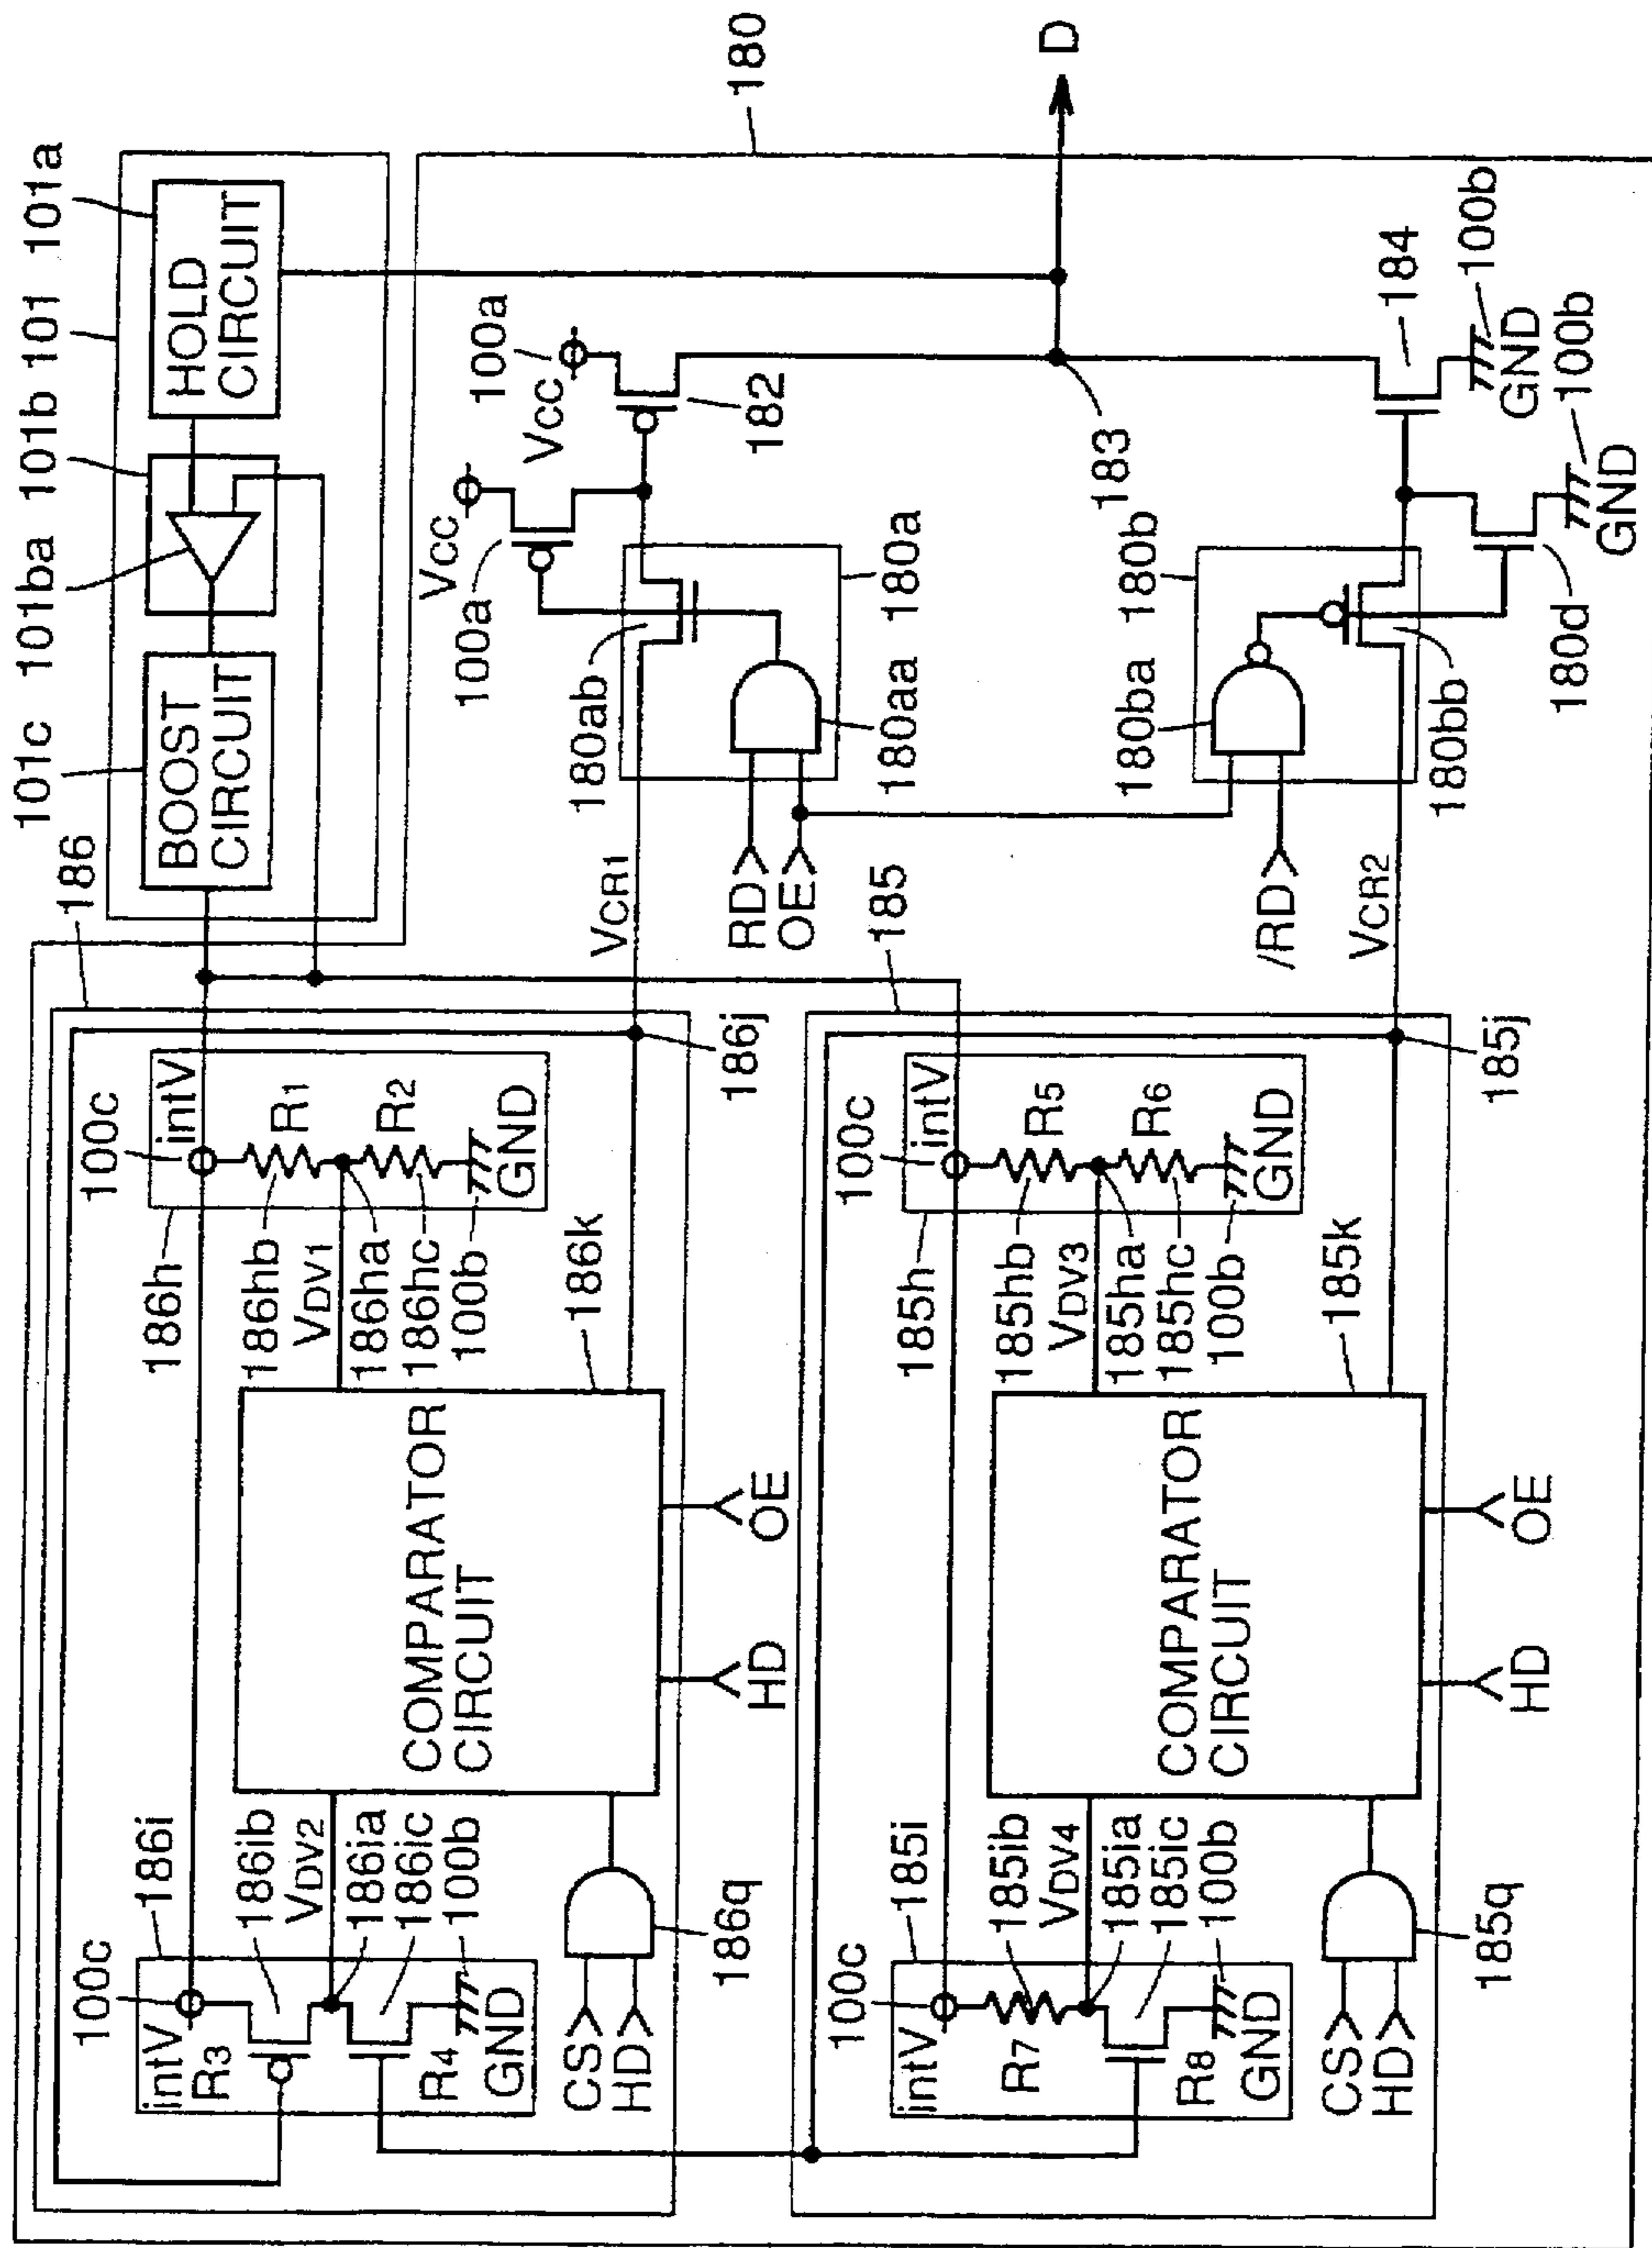 101c 101ba 101b 101 101a
186
BOOST
CIRCUIT
HOLD
CIRCUIT
180
100c
intV
R3
186i
186ib
VDV2
186ia
186ic
100b
R4
GND
CS
HD
186q
COMPARATOR
CIRCUIT
HD
OE
100c
intV
186h
R1
R2
186hb
VDV1
186ha
186hc
100b
GND
186k
186j
VCR1
Vcc
100a
Vcc
100a
182
180ab
180a
180aa
RD
OE
183
D
185
100c
intV
R7
185i
185ib
VDV4
185ia
185ic
100b
R8
GND
CS
HD
185q
COMPARATOR
CIRCUIT
HD
OE
100c
intV
185h
R5
R6
185hb
VDV3
185ha
185hc
100b
GND
185k
185j
/RD
VCR2
180ba
180b
180bb
180d
184
GND
100b
GND
100b